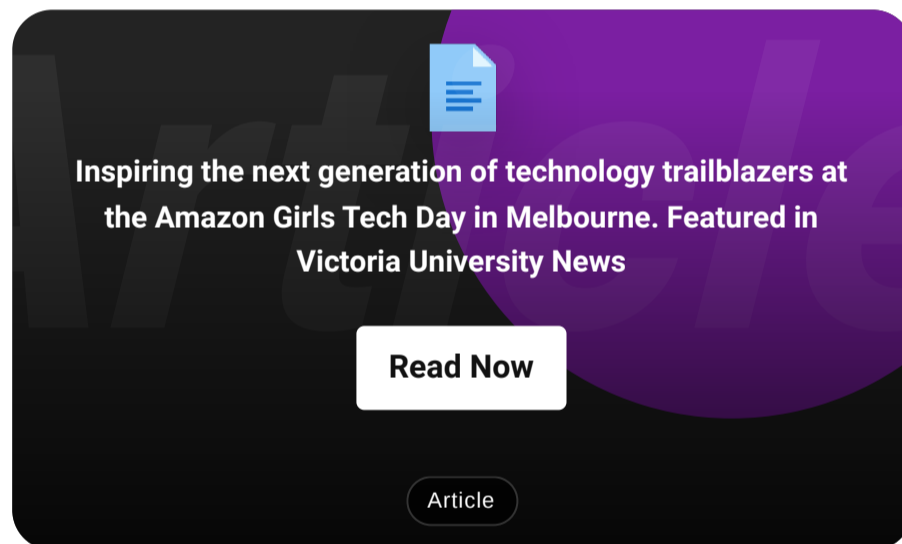 Article
Inspiring the next generation of technology trailblazers at
the Amazon Girls Tech Day in Melbourne. Featured in
Victoria University News
Read Now
Article